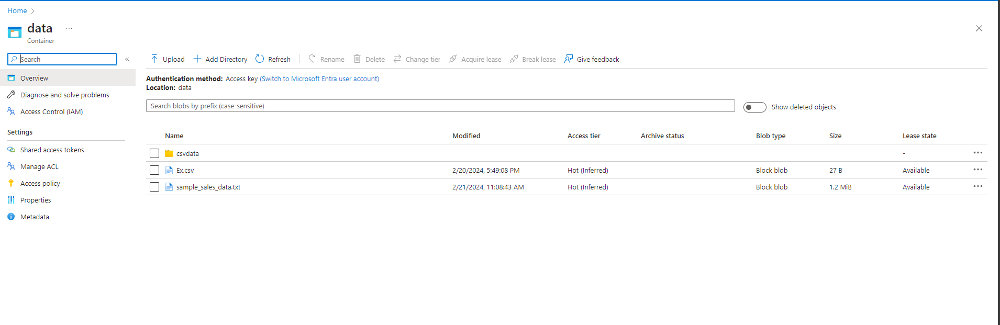 Home
data ...
Container
Search
Upload Add Directory Refresh Rename Delete Change tier Acquire lease Break lease Give feedback
Overview
Diagnose and solve problems
Access Control (IAM)
Settings
Shared access tokens
Manage ACL
Access policy
Properties
Metadata
Authentication method: Access key (Switch to Microsoft Entra user account)
Location: data
Search blobs by prefix (case-sensitive)
Show deleted objects
Name Modified Access tier Archive status Blob type Size Lease state
csvdata -
Ex.csv 2/20/2024, 5:49:08 PM Hot (Inferred) Block blob 27 B Available
sample_sales_data.txt 2/21/2024, 11:08:43 AM Hot (Inferred) Block blob 1.2 MiB Available